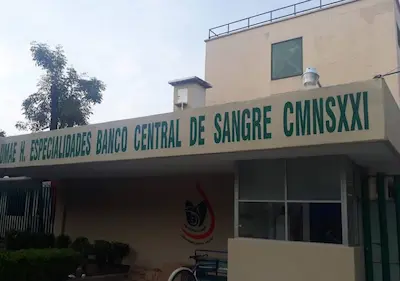 UMAE H. ESPECIALIDADES BANCO CENTRAL DE SANGRE CMNSXXI